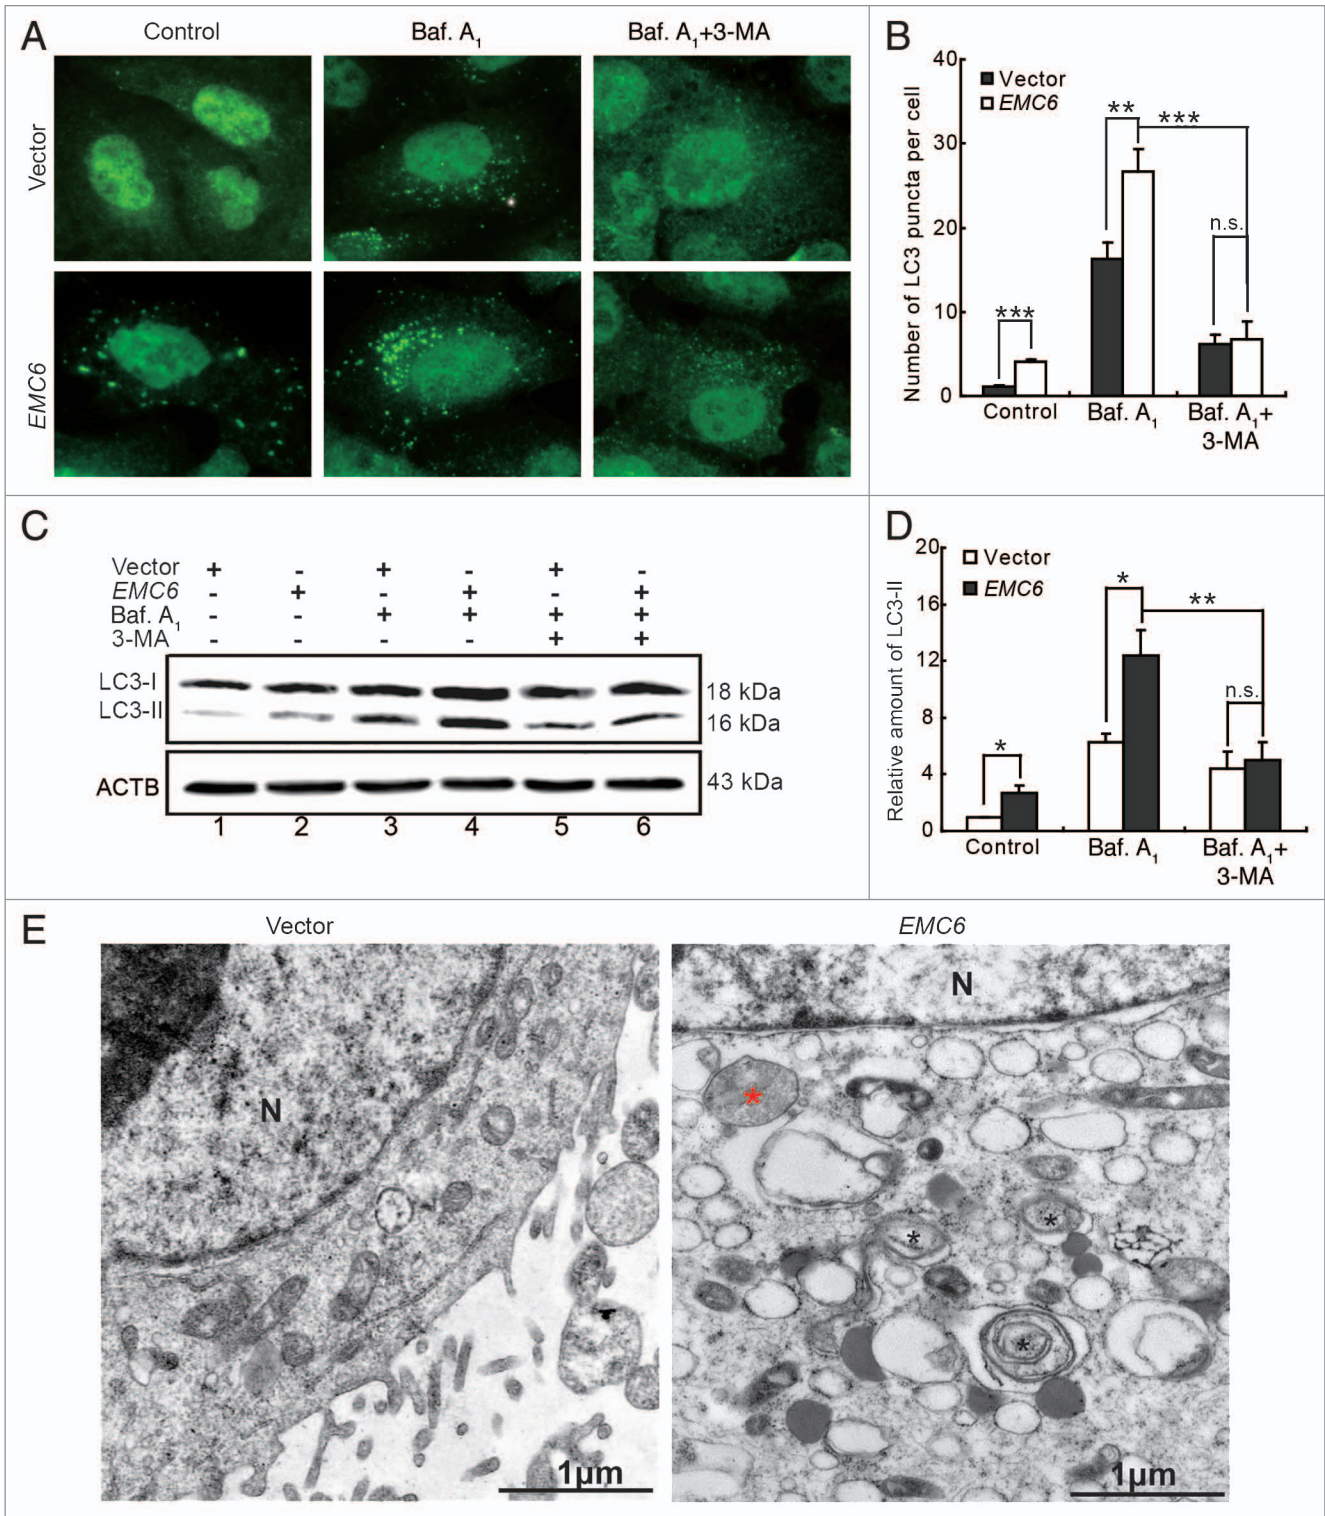 A
Control
Baf. A1
Baf. A1+3-MA
Vector
EMC6
B
Number of LC3 puncta per cell
40
30
20
10
0
Vector
EMC6
***
**
***
n.s.
Control
Baf. A1
Baf. A1+
3-MA
C
Vector + - + - + -
EMC6 - + - + - +
Baf. A1 - - + + + +
3-MA - - - - + +
LC3-I
18 kDa
LC3-II
16 kDa
ACTB
43 kDa
1 2 3 4 5 6
D
Relative amount of LC3-II
20
16
12
8
4
0
Vector
EMC6
*
*
**
n.s.
Control
Baf. A1
Baf. A1+
3-MA
E
Vector
EMC6
N
1µm
N
*
*
*
*
1µm